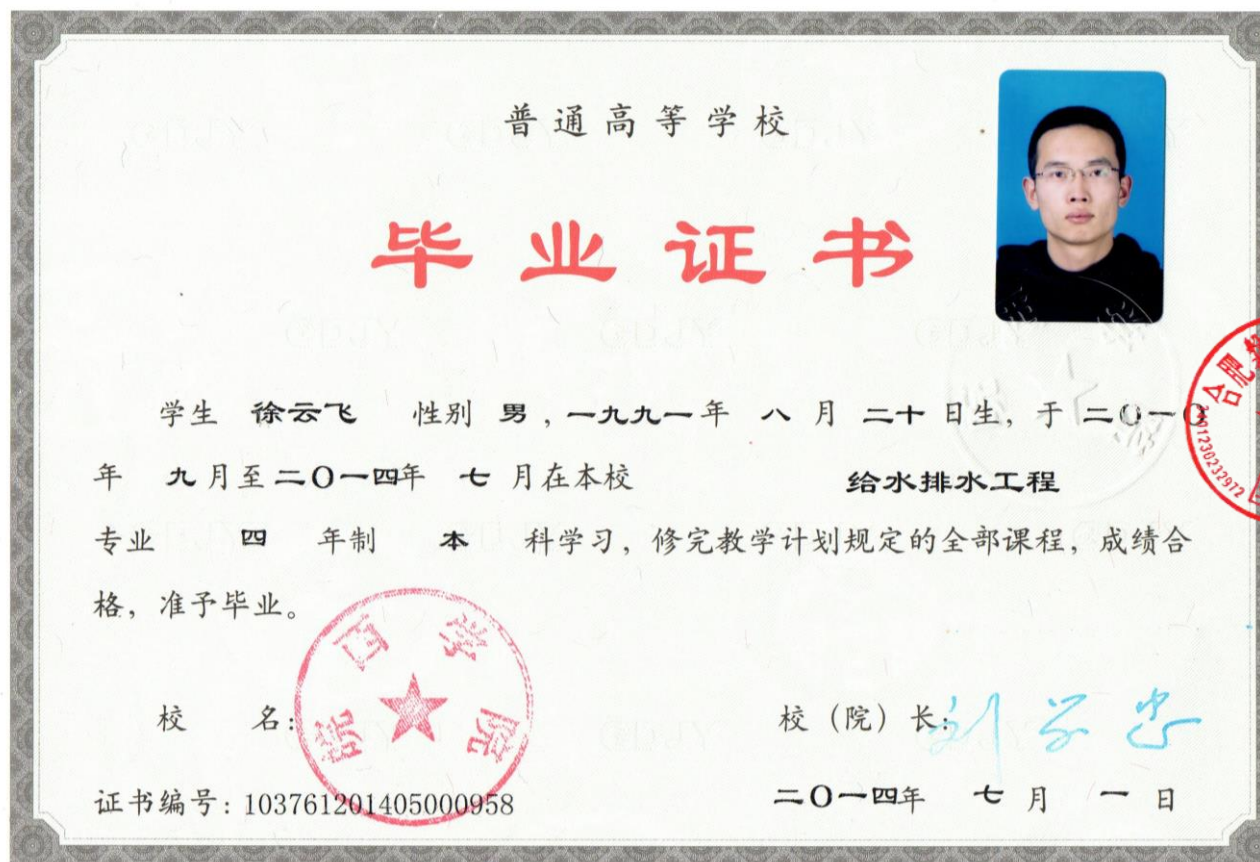 普通高等学校
毕业证书
学生 徐云飞 性别 男，一九九一年 八 月 二十 日生，于 二〇一〇
年 九 月至 二〇一四年 七 月在本校 给水排水工程
专业 四 年制 本 科学习，修完教学计划规定的全部课程，成绩合
格，准予毕业。
皖西学院
校 名：
校（院）长：
证书编号：103761201405000958
二〇一四年 七 月 一 日